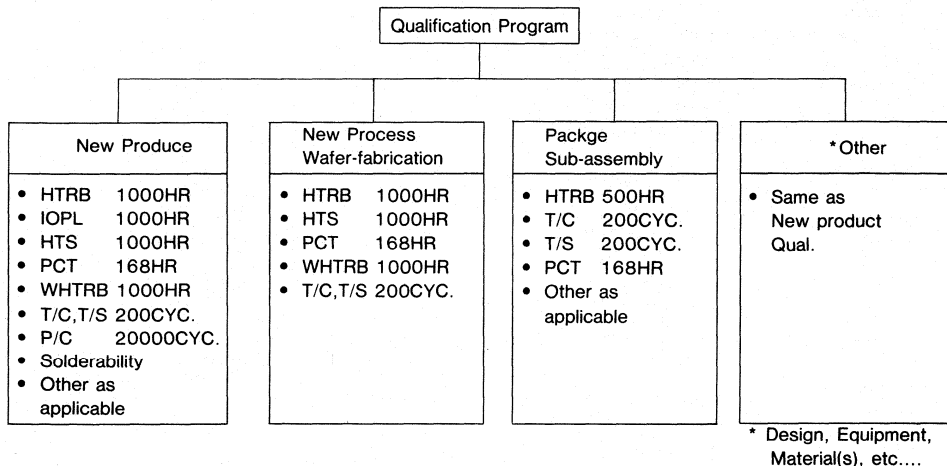 Qualification Program
New Produce
• HTRB 1000HR
• IOPL 1000HR
• HTS 1000HR
• PCT 168HR
• WHTRB 1000HR
• T/C,T/S 200CYC.
• P/C 20000CYC.
• Solderability
• Other as
applicable
New Process
Wafer-fabrication
• HTRB 1000HR
• HTS 1000HR
• PCT 168HR
• WHTRB 1000HR
• T/C,T/S 200CYC.
Packge
Sub-assembly
• HTRB 500HR
• T/C 200CYC.
• T/S 200CYC.
• PCT 168HR
• Other as
applicable
*Other
• Same as
New product
Qual.
* Design, Equipment,
Material(s), etc....